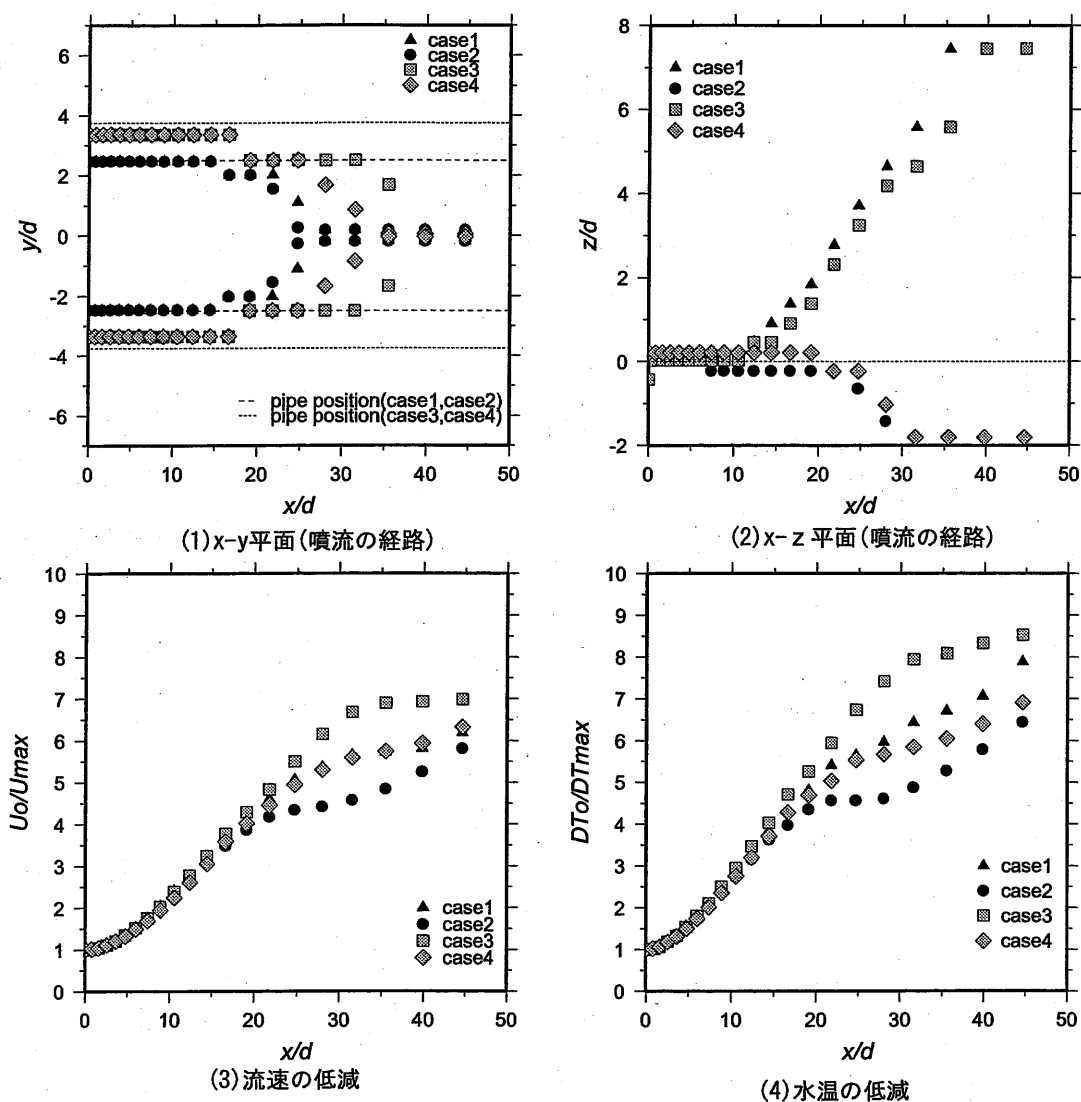 6
4
2
0
-2
-4
-6
y/d
case1
case2
case3
case4
pipe position(case1,case2)
pipe position(case3,case4)
0 10 20 30 40 50
x/d
(1)x-y平面(噴流の経路)
8
6
4
2
0
-2
z/d
case1
case2
case3
case4
0 10 20 30 40 50
x/d
(2)x-z 平面(噴流の経路)
10
9
8
7
6
5
4
3
2
1
0
Uo/Umax
case1
case2
case3
case4
0 10 20 30 40 50
x/d
(3)流速の低減
10
9
8
7
6
5
4
3
2
1
0
DTo/DTmax
case1
case2
case3
case4
0 10 20 30 40 50
x/d
(4)水温の低減